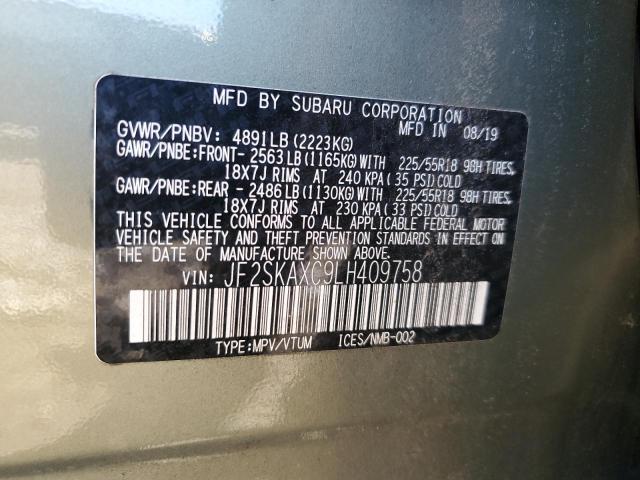 MFD BY SUBARU CORPORATION
GVWR/PNBV: 4891LB (2223KG) MFD IN 08/19
GAWR/PNBE:FRONT- 2563LB (1165KG) WITH 225/55R18 98H TIRES,
18X7J RIMS AT 240 KPA (35 PSI) COLD
GAWR/PNBE:REAR - 2486LB (1130KG) WITH 225/55R18 98H TIRES,
18X7J RIMS AT 230 KPA (33 PSI) COLD
THIS VEHICLE CONFORMS TO ALL APPLICABLE FEDERAL MOTOR
VEHICLE SAFETY AND THEFT PREVENTION STANDARDS IN EFFECT ON
THE DATE OF MANUFACTURE SHOWN ABOVE.
VIN: JF2SKAXC9LH409758
TYPE:MPV/VTUM ICES/NMB-002